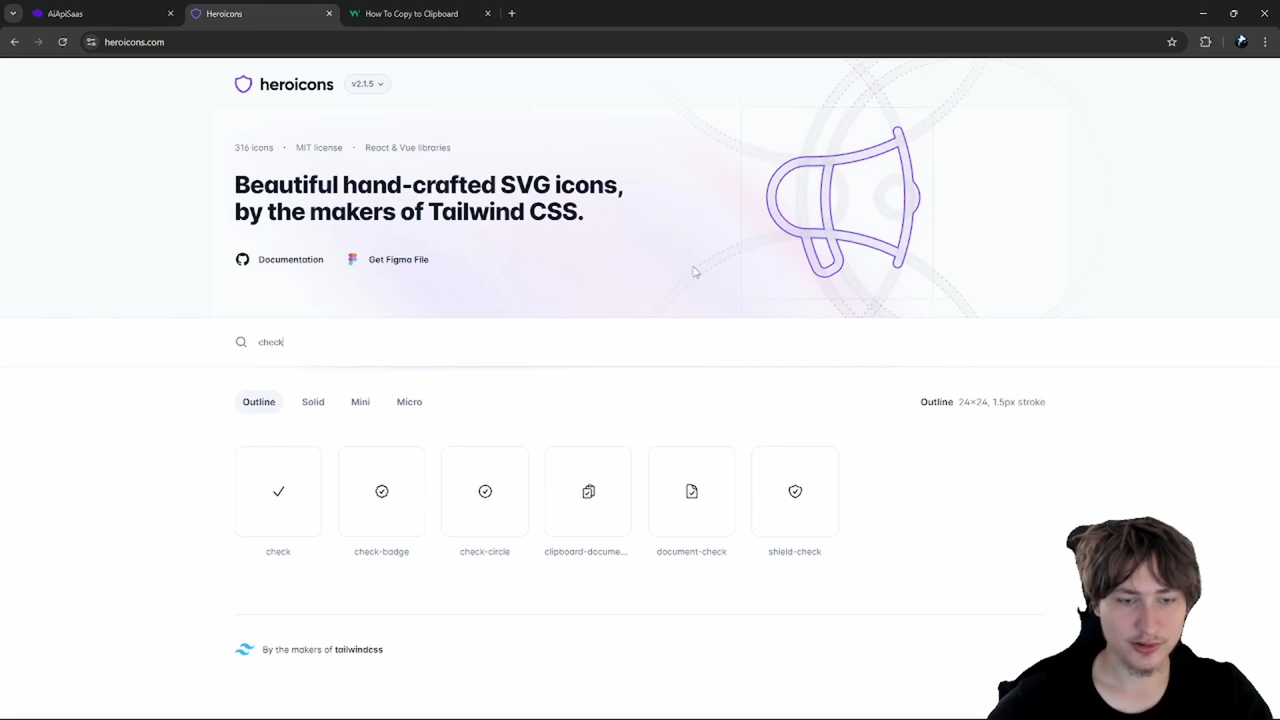 AiApiSaas
Heroicons
How To Copy to Clipboard
heroicons.com
heroicons
v2.1.5
316 icons · MIT license · React & Vue libraries
Beautiful hand-crafted SVG icons,
by the makers of Tailwind CSS.
Documentation
Get Figma File
check
Outline
Solid
Mini
Micro
Outline 24×24, 1.5px stroke
check
check-badge
check-circle
clipboard-docume...
document-check
shield-check
By the makers of tailwindcss